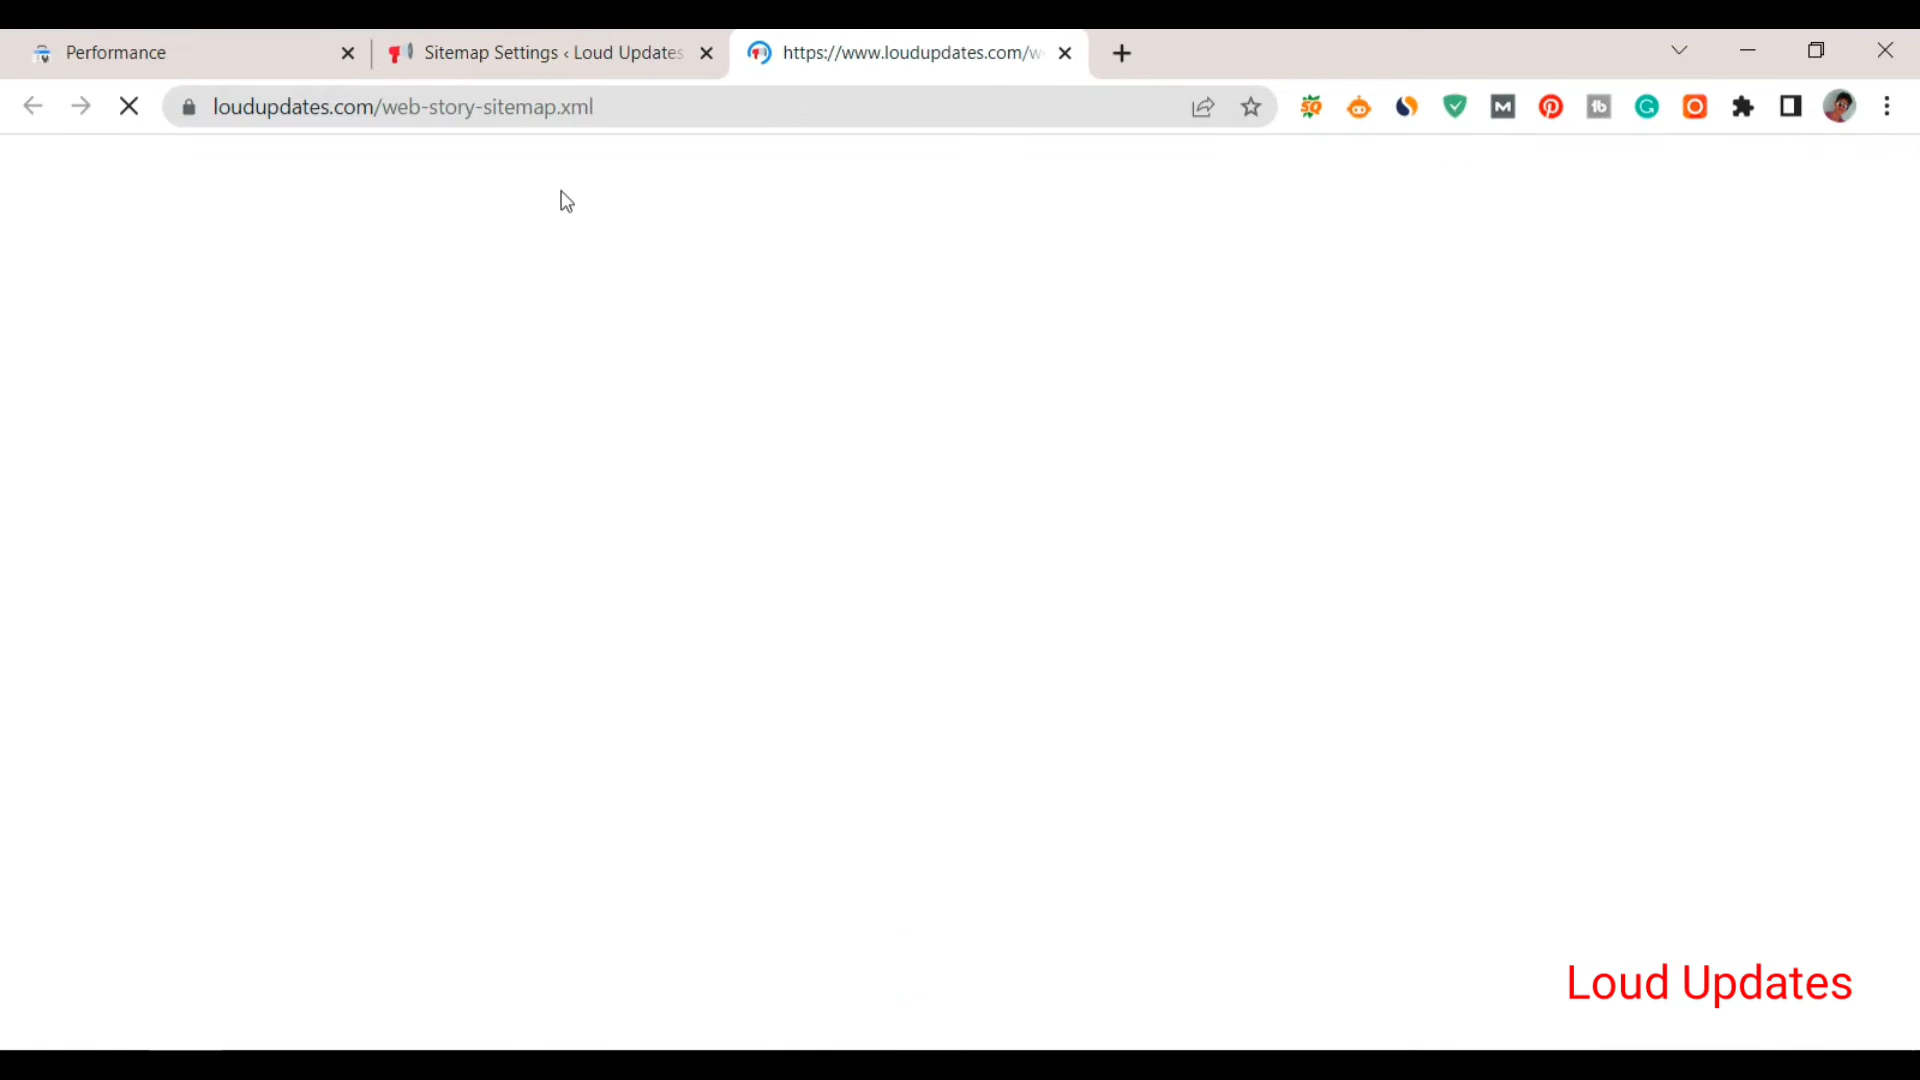 Performance
Sitemap Settings ‹ Loud Updates
https://www.loudupdates.com/w
loudupdates.com/web-story-sitemap.xml
Loud Updates